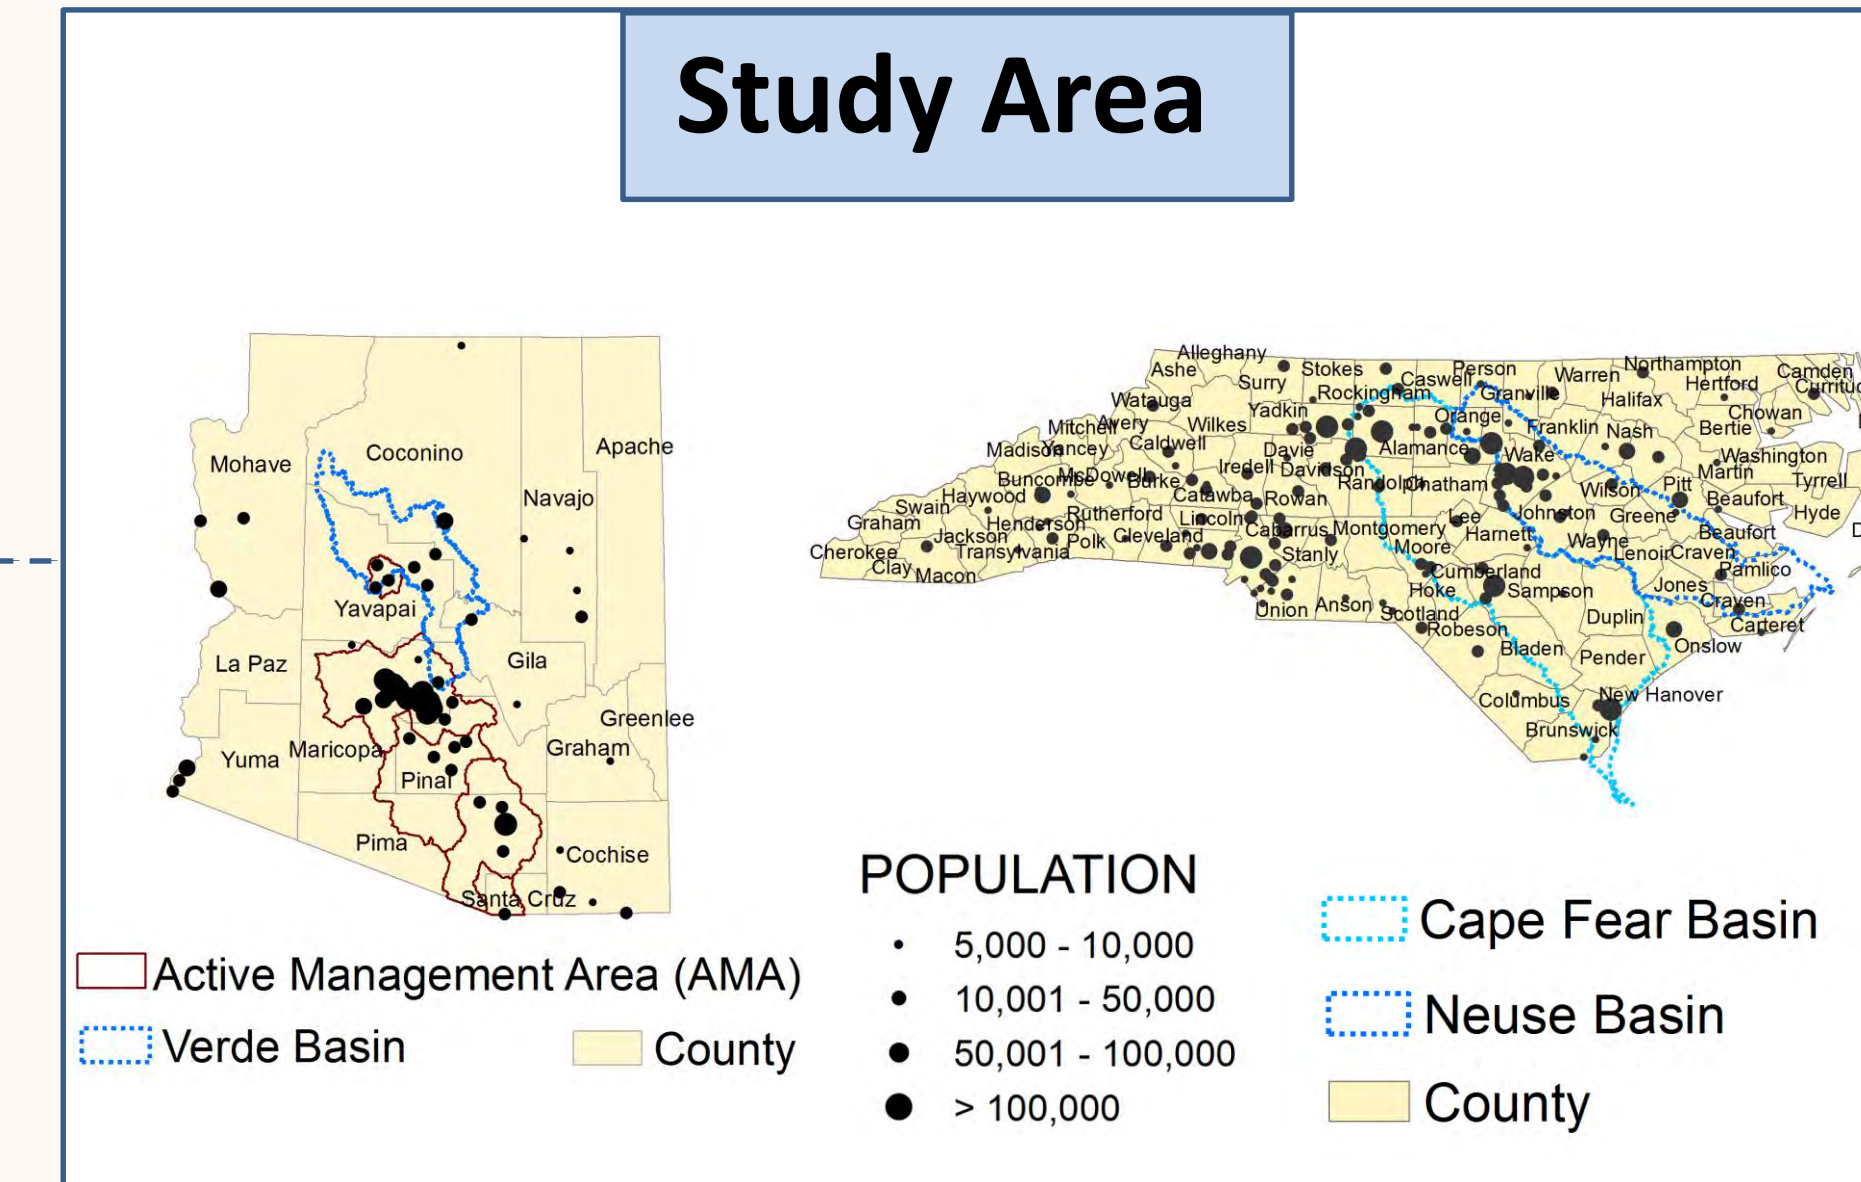 Study Area
Coconino
Apache
Mohave
Navajo
Yavapai
La Paz
Gila
Greenlee
Maricopa
Graham
Yuma
Pinal
Pima
Cochise
Santa Cruz
Active Management Area (AMA)
Verde Basin
County
Alleghany
Ashe
Surry
Stokes
Rockingham
Caswell
Person
Granville
Warren
Northampton
Hertford
Camden
Halifax
Watauga
Yadkin
Orange
Chowan
Mitchell
Avery
Wilkes
Franklin
Nash
Bertie
Madison
Yancey
Caldwell
Davie
Alamance
Wake
Washington
Martin
Buncombe
McDowell
Burke
Iredell
Davidson
Randolph
Chatham
Wilson
Pitt
Tyrrell
Haywood
Catawba
Rowan
Beaufort
Swain
Rutherford
Lincoln
Lee
Johnston
Greene
Hyde
Graham
Henderson
Cabarrus
Montgomery
Harnett
Beaufort
Jackson
Polk
Cleveland
Wayne
Cherokee
Transylvania
Stanly
Moore
Lenoir
Craven
Clay
Macon
Cumberland
Pamlico
Hoke
Sampson
Jones
Union
Anson
Scotland
Duplin
Craven
Robeson
Carteret
Bladen
Pender
Onslow
Columbus
New Hanover
Brunswick
POPULATION
5,000 - 10,000
10,001 - 50,000
50,001 - 100,000
> 100,000
Cape Fear Basin
Neuse Basin
County